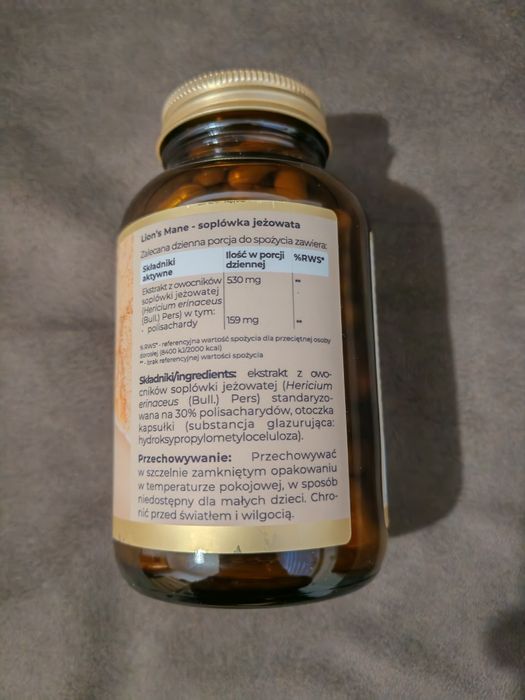 Lion's Mane - soplówka jeżowata
Zalecana dzienna porcja do spożycia zawiera:
Składniki aktywne Ilość w porcji dziennej %RWS*
Ekstrakt z owocników 530 mg **
soplówki jeżowatej
(Hericium erinaceus
(Bull.) Pers) w tym:
- polisachardy 159 mg **
%RWS* - referencyjna wartość spożycia dla przeciętnej osoby
dorosłej (8400 kJ/2000 kcal)
** - brak referencyjnej wartości spożycia
Składniki/ingredients: ekstrakt z owo-
cników soplówki jeżowatej (Hericium
erinaceus (Bull.) Pers) standaryzo-
wana na 30% polisacharydów, otoczka
kapsułki (substancja glazurująca:
hydroksypropylometyloceluloza).
Przechowywanie: Przechowywać
w szczelnie zamkniętym opakowaniu
w temperaturze pokojowej, w sposób
niedostępny dla małych dzieci. Chro-
nić przed światłem i wilgocią.